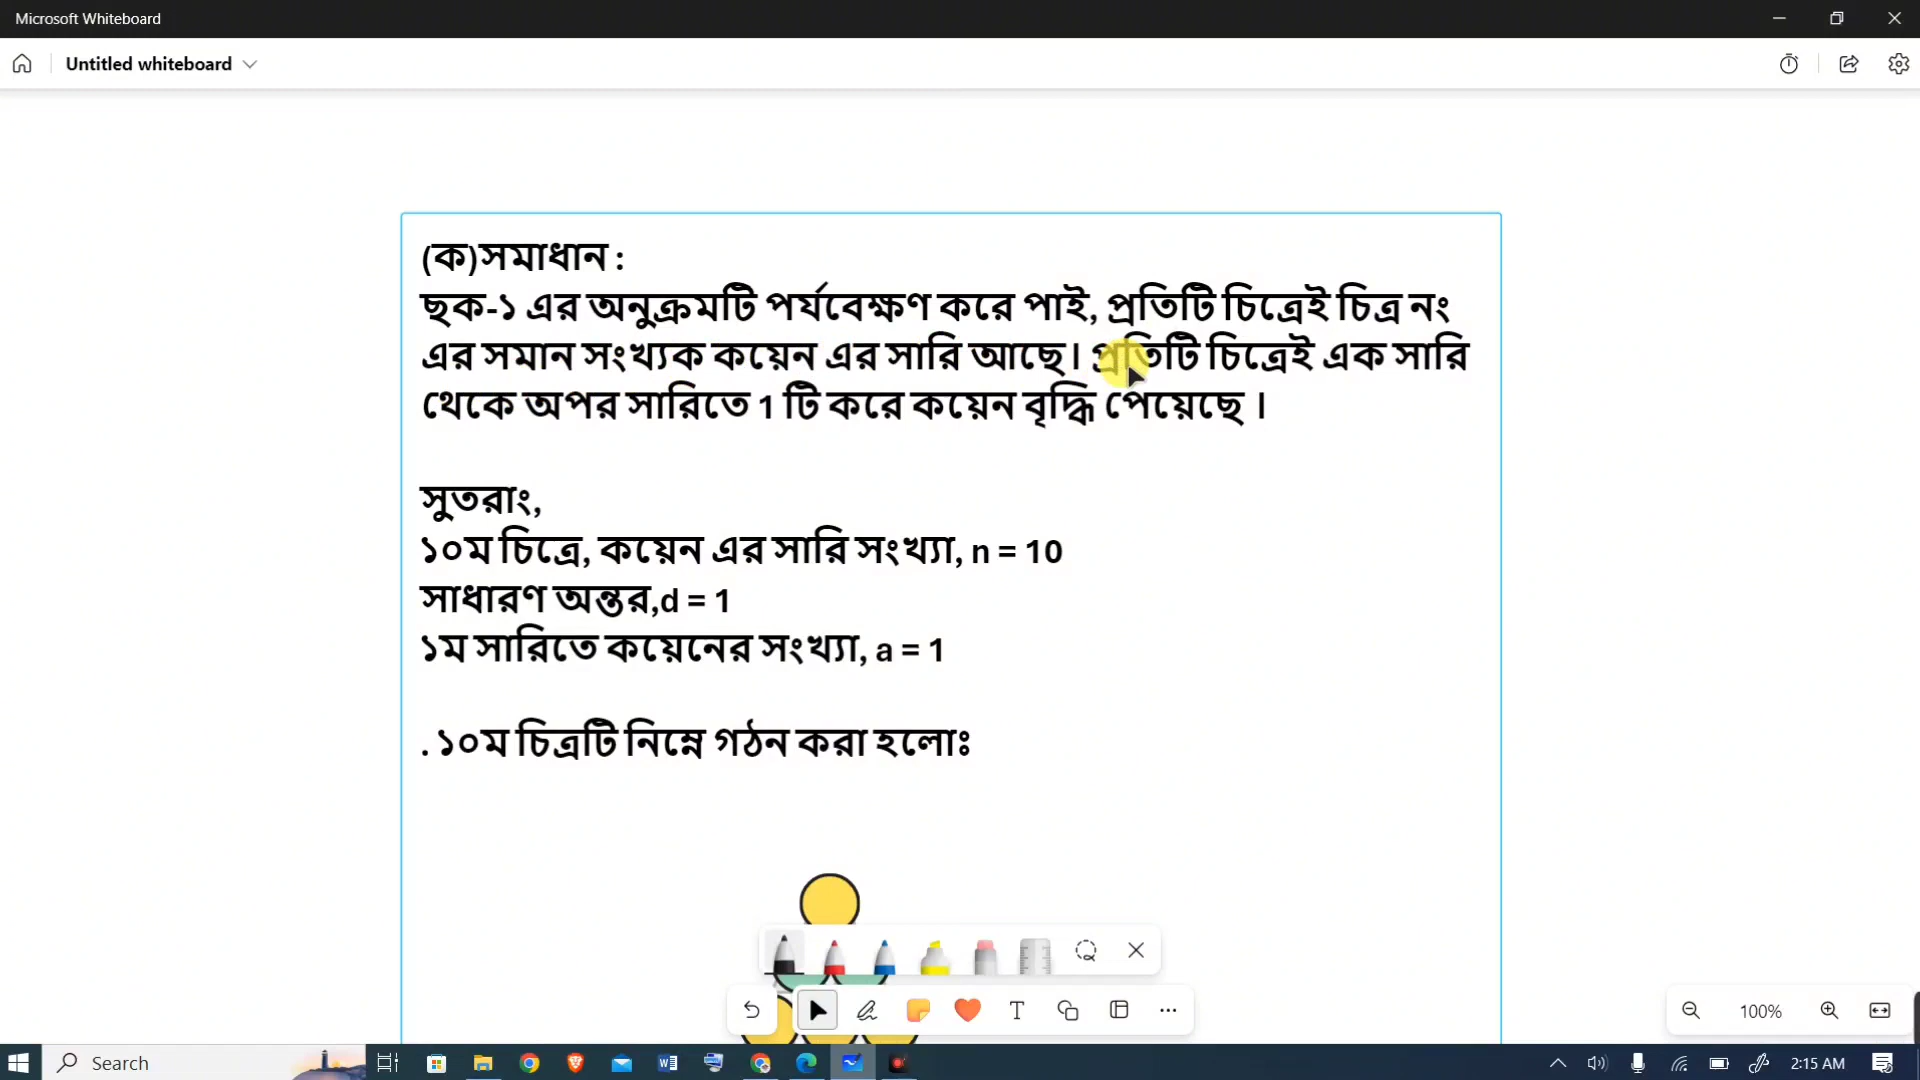 Microsoft Whiteboard
Untitled whiteboard
(ক)সমাধান :
ছক-১ এর অনুক্রমটি পর্যবেক্ষণ করে পাই, প্রতিটি চিত্রেই চিত্র নং
এর সমান সংখ্যক কয়েন এর সারি আছে। প্রতিটি চিত্রেই এক সারি
থেকে অপর সারিতে 1 টি করে কয়েন বৃদ্ধি পেয়েছে ।
সুতরাং,
১০ম চিত্রে, কয়েন এর সারি সংখ্যা, n = 10
সাধারণ অন্তর,d = 1
১ম সারিতে কয়েনের সংখ্যা, a = 1
. ১০ম চিত্রটি নিম্নে গঠন করা হলোঃ
100%
Search
2:15 AM